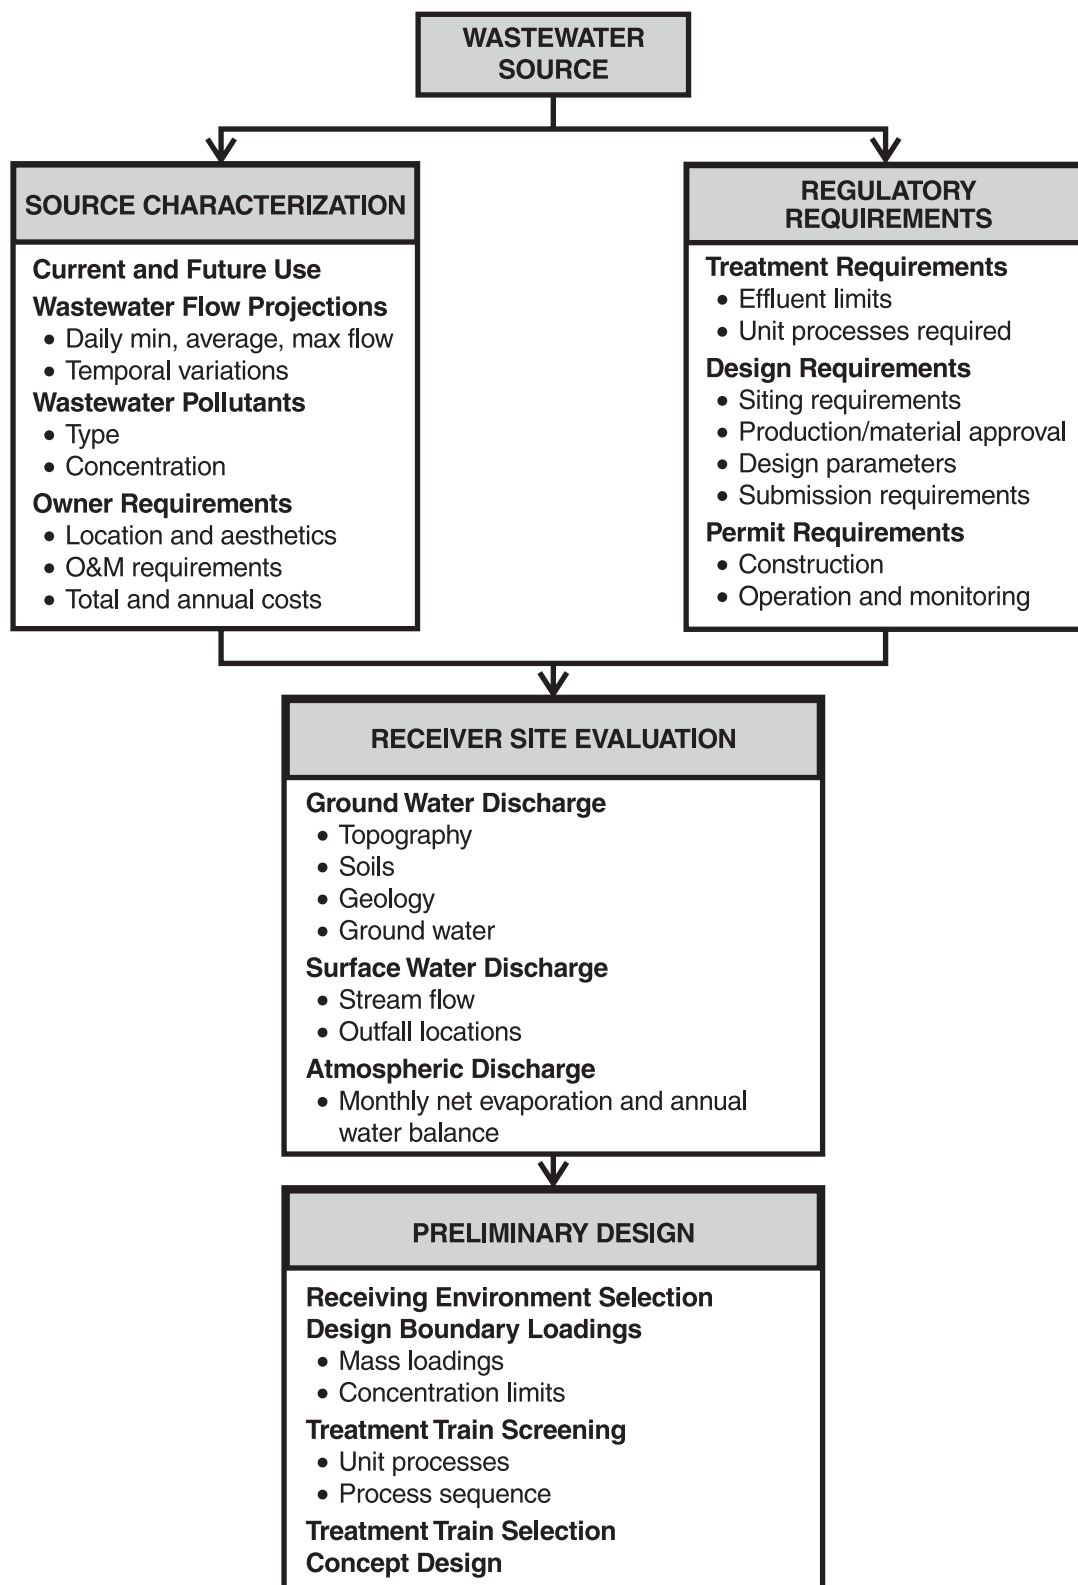 WASTEWATER
SOURCE
SOURCE CHARACTERIZATION
Current and Future Use
Wastewater Flow Projections
• Daily min, average, max flow
• Temporal variations
Wastewater Pollutants
• Type
• Concentration
Owner Requirements
• Location and aesthetics
• O&M requirements
• Total and annual costs
REGULATORY
REQUIREMENTS
Treatment Requirements
• Effluent limits
• Unit processes required
Design Requirements
• Siting requirements
• Production/material approval
• Design parameters
• Submission requirements
Permit Requirements
• Construction
• Operation and monitoring
RECEIVER SITE EVALUATION
Ground Water Discharge
• Topography
• Soils
• Geology
• Ground water
Surface Water Discharge
• Stream flow
• Outfall locations
Atmospheric Discharge
• Monthly net evaporation and annual
water balance
PRELIMINARY DESIGN
Receiving Environment Selection
Design Boundary Loadings
• Mass loadings
• Concentration limits
Treatment Train Screening
• Unit processes
• Process sequence
Treatment Train Selection
Concept Design